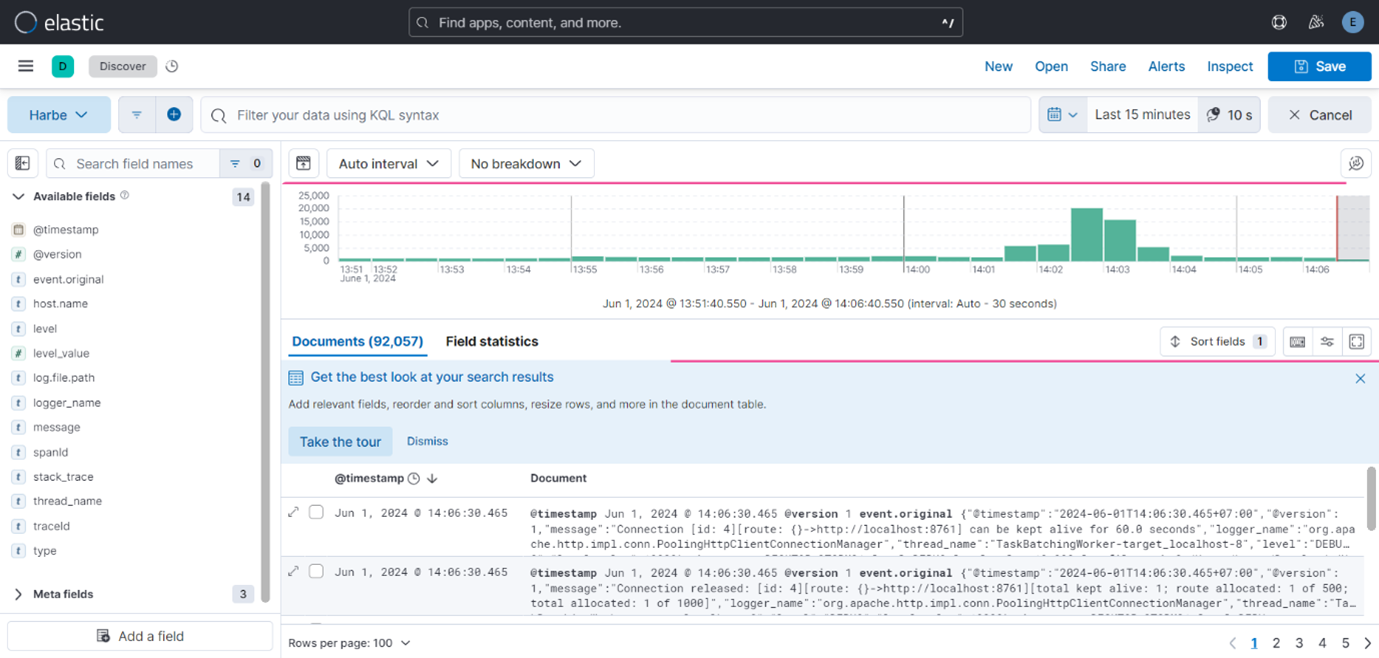 elastic
Find apps, content, and more.
^/
E
D
Discover
New
Open
Share
Alerts
Inspect
Save
Harbe
Filter your data using KQL syntax
Last 15 minutes
10 s
Cancel
Search field names
0
Auto interval
No breakdown
Available fields
14
@timestamp
@version
event.original
host.name
level
level_value
log.file.path
logger_name
message
spanId
stack_trace
thread_name
traceId
type
Meta fields
3
Add a field
25,000
20,000
15,000
10,000
5,000
0
13:51 13:52 13:53 13:54 13:55 13:56 13:57 13:58 13:59 14:00 14:01 14:02 14:03 14:04 14:05 14:06
June 1, 2024
Jun 1, 2024 @ 13:51:40.550 - Jun 1, 2024 @ 14:06:40.550 (interval: Auto - 30 seconds)
Documents (92,057)
Field statistics
Sort fields 1
Get the best look at your search results
Add relevant fields, reorder and sort columns, resize rows, and more in the document table.
Take the tour
Dismiss
@timestamp
Document
Jun 1, 2024 @ 14:06:30.465
@timestamp Jun 1, 2024 @ 14:06:30.465 @version 1 event.original {"@timestamp":"2024-06-01T14:06:30.465+07:00","@version":
1,"message":"Connection [id: 4][route: {}->http://localhost:8761] can be kept alive for 60.0 seconds","logger_name":"org.apa
che.http.impl.conn.PoolingHttpClientConnectionManager","thread_name":"TaskBatchingWorker-target_localhost-8","level":"DEBU…
Jun 1, 2024 @ 14:06:30.465
@timestamp Jun 1, 2024 @ 14:06:30.465 @version 1 event.original {"@timestamp":"2024-06-01T14:06:30.465+07:00","@version":
1,"message":"Connection released: [id: 4][route: {}->http://localhost:8761][total kept alive: 1; route allocated: 1 of 500;
total allocated: 1 of 1000]","logger_name":"org.apache.http.impl.conn.PoolingHttpClientConnectionManager","thread_name":"Ta…
Rows per page: 100
1 2 3 4 5